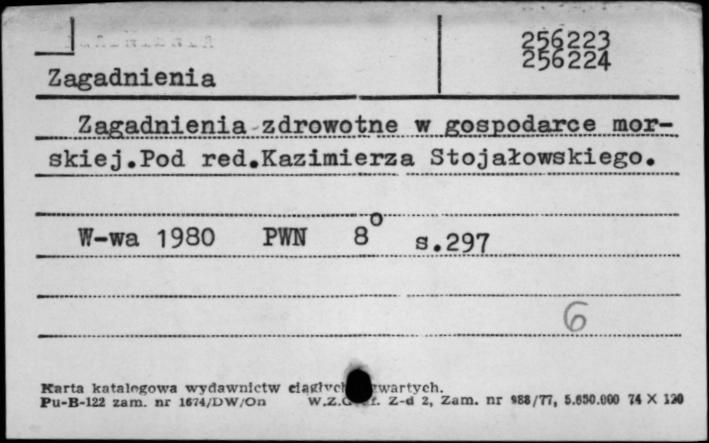 256223
256224
Zagadnienia
Zagadnienia zdrowotne w gospodarce mor-
skiej.Pod red.Kazimierza Stojałowskiego.
W-wa 1980 PWN 8° s.297
6
Karta katalogowa wydawnictw
Pu-B-122 zam. nr 1674/DW/On Z-d 2, Zam. nr 988/77, 5.650.000 74 X 120